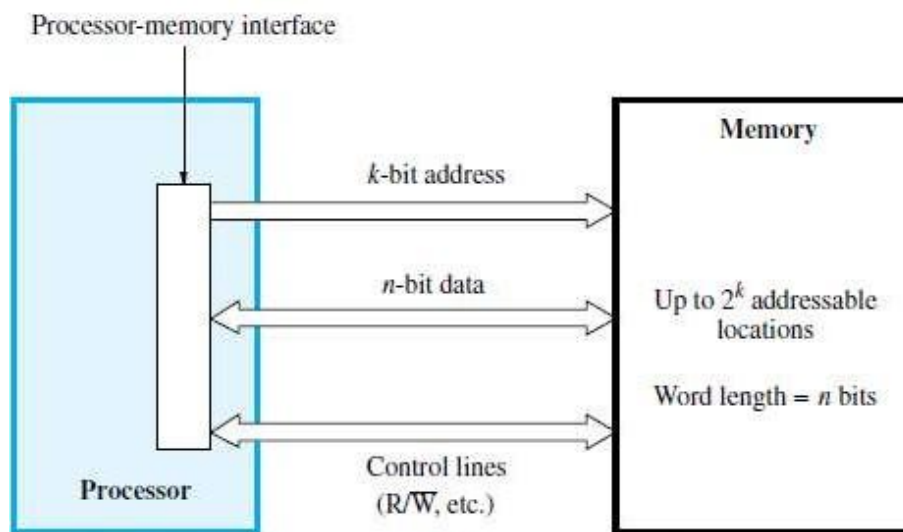 Processor-memory interface
Memory
k-bit address
n-bit data
Up to 2^k addressable
locations
Word length = n bits
Control lines
(R/W̅, etc.)
Processor